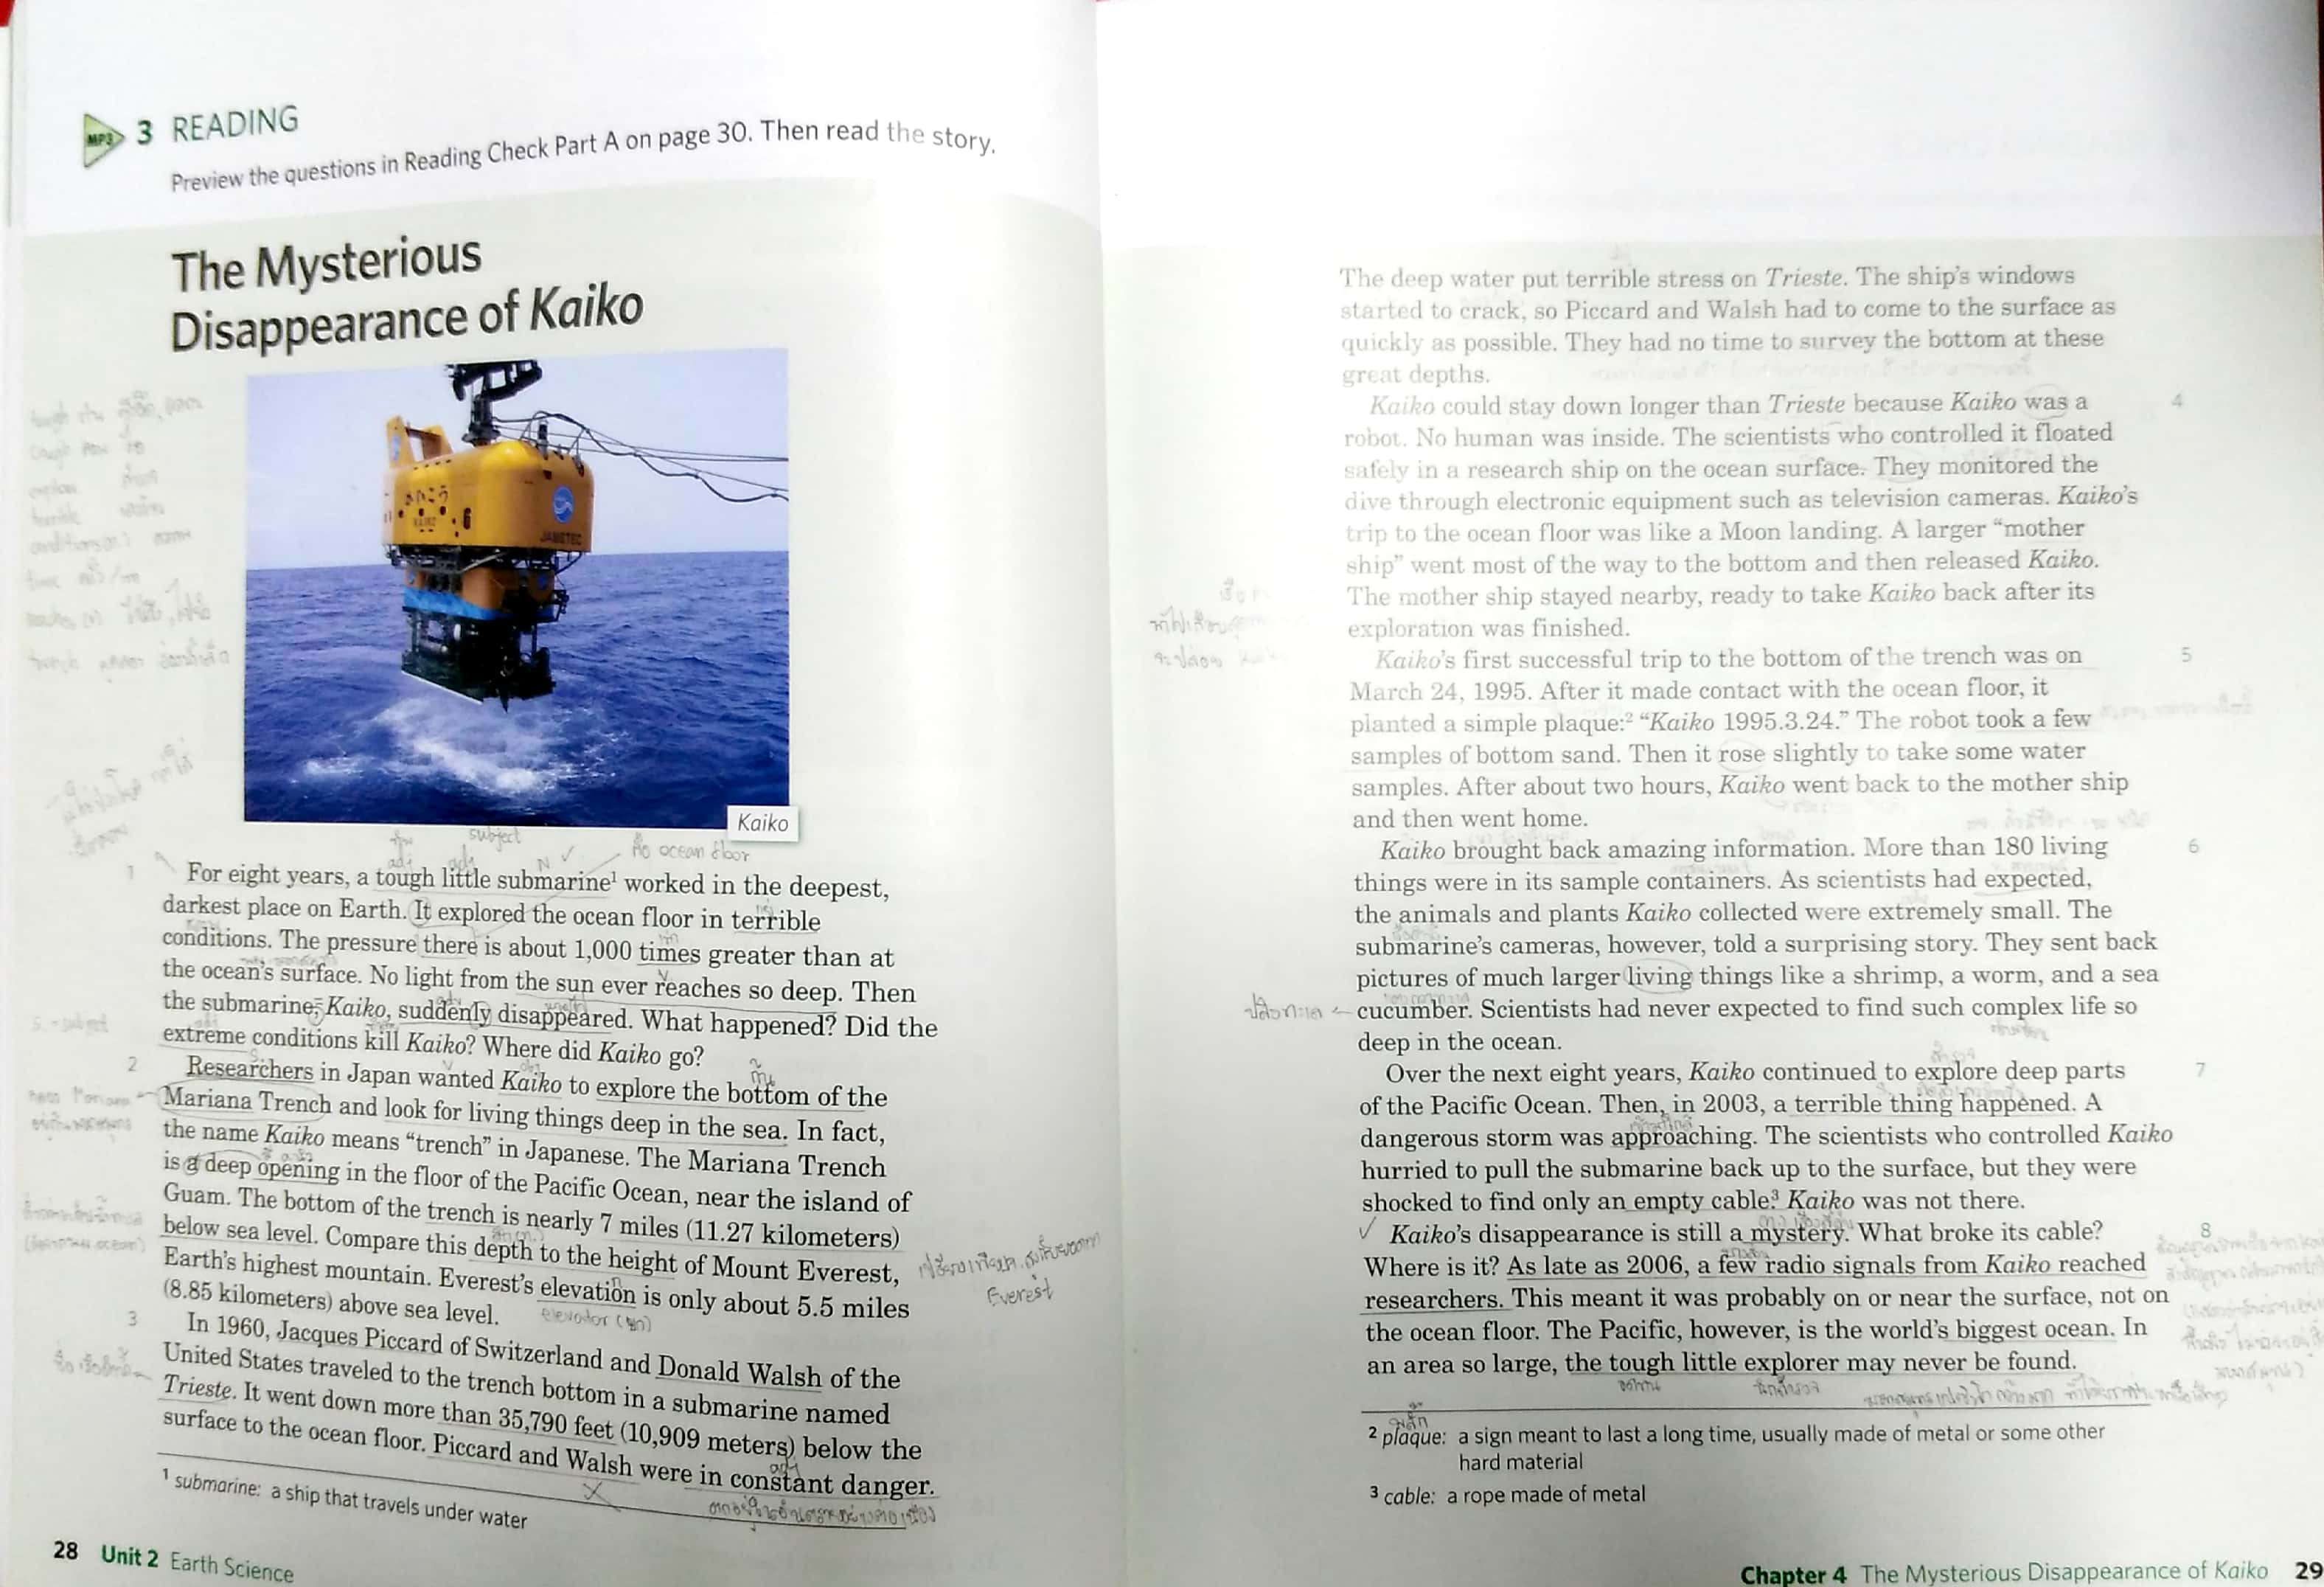 MP3 3 READING
Preview the questions in Reading Check Part A on page 30. Then read the story.
The Mysterious
Disappearance of Kaiko
かいこう
KAIKO
JAMSTEC
Kaiko
subject
adj adj N
คือ ocean floor
1 For eight years, a tough little submarine¹ worked in the deepest,
darkest place on Earth. It explored the ocean floor in terrible
conditions. The pressure there is about 1,000 times greater than at
the ocean's surface. No light from the sun ever reaches so deep. Then
the submarine, Kaiko, suddenly disappeared. What happened? Did the
extreme conditions kill Kaiko? Where did Kaiko go?
2 Researchers in Japan wanted Kaiko to explore the bottom of the
Mariana Trench and look for living things deep in the sea. In fact,
the name Kaiko means “trench” in Japanese. The Mariana Trench
is a deep opening in the floor of the Pacific Ocean, near the island of
Guam. The bottom of the trench is nearly 7 miles (11.27 kilometers)
below sea level. Compare this depth to the height of Mount Everest,
Earth's highest mountain. Everest's elevation is only about 5.5 miles
Everest
(8.85 kilometers) above sea level.
elevator
3 In 1960, Jacques Piccard of Switzerland and Donald Walsh of the
United States traveled to the trench bottom in a submarine named
Trieste. It went down more than 35,790 feet (10,909 meters) below the
surface to the ocean floor. Piccard and Walsh were in constant danger.
¹ submarine: a ship that travels under water
28 Unit 2 Earth Science
The deep water put terrible stress on Trieste. The ship's windows
started to crack, so Piccard and Walsh had to come to the surface as
quickly as possible. They had no time to survey the bottom at these
great depths.
Kaiko could stay down longer than Trieste because Kaiko was a 4
robot. No human was inside. The scientists who controlled it floated
safely in a research ship on the ocean surface. They monitored the
dive through electronic equipment such as television cameras. Kaiko's
trip to the ocean floor was like a Moon landing. A larger “mother
ship” went most of the way to the bottom and then released Kaiko.
The mother ship stayed nearby, ready to take Kaiko back after its
exploration was finished.
Kaiko's first successful trip to the bottom of the trench was on 5
March 24, 1995. After it made contact with the ocean floor, it
planted a simple plaque:² “Kaiko 1995.3.24.” The robot took a few
samples of bottom sand. Then it rose slightly to take some water
samples. After about two hours, Kaiko went back to the mother ship
and then went home.
Kaiko brought back amazing information. More than 180 living 6
things were in its sample containers. As scientists had expected,
the animals and plants Kaiko collected were extremely small. The
submarine's cameras, however, told a surprising story. They sent back
pictures of much larger living things like a shrimp, a worm, and a sea
cucumber. Scientists had never expected to find such complex life so
deep in the ocean.
Over the next eight years, Kaiko continued to explore deep parts 7
of the Pacific Ocean. Then, in 2003, a terrible thing happened. A
dangerous storm was approaching. The scientists who controlled Kaiko
hurried to pull the submarine back up to the surface, but they were
shocked to find only an empty cable.³ Kaiko was not there.
Kaiko's disappearance is still a mystery. What broke its cable? 8
Where is it? As late as 2006, a few radio signals from Kaiko reached
researchers. This meant it was probably on or near the surface, not on
the ocean floor. The Pacific, however, is the world's biggest ocean. In
an area so large, the tough little explorer may never be found.
² plaque: a sign meant to last a long time, usually made of metal or some other
hard material
³ cable: a rope made of metal
Chapter 4 The Mysterious Disappearance of Kaiko 29